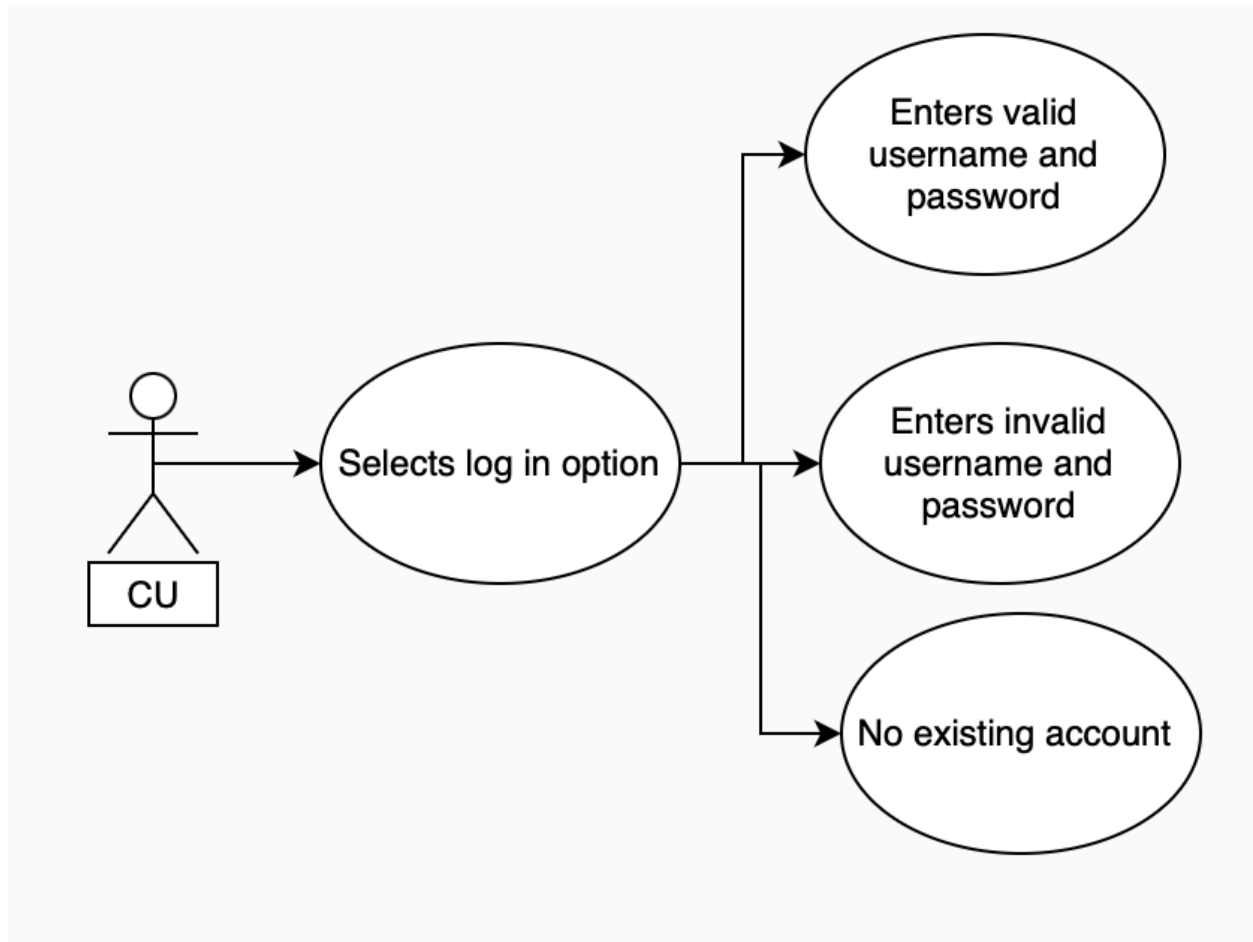 Enters valid
username and
password
Selects log in option
Enters invalid
username and
password
CU
No existing account